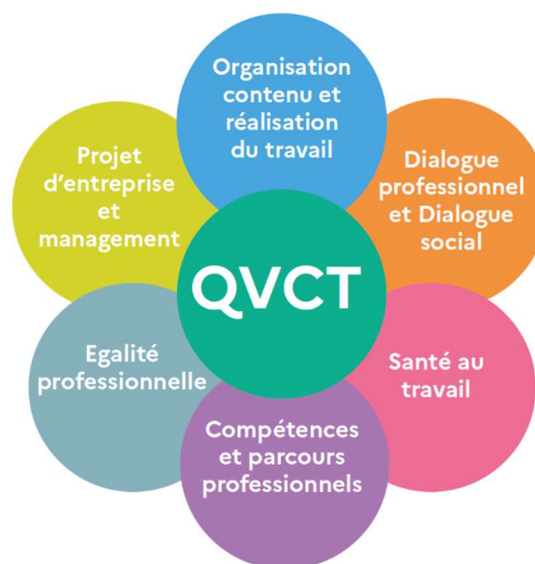 Organisation
contenu et
réalisation
du travail
Dialogue
professionnel
et Dialogue
social
Santé au
travail
Compétences
et parcours
professionnels
Egalité
professionnelle
Projet
d'entreprise
et
management
QVCT